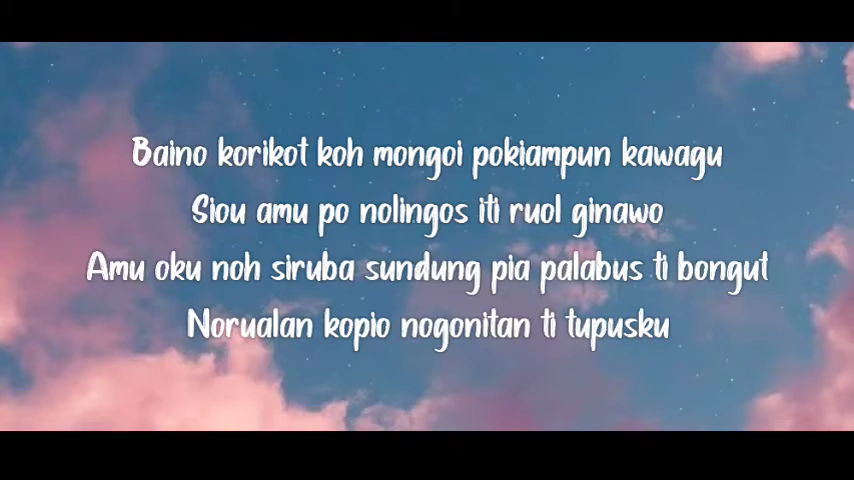 Baino korikot koh mongoi pokiampun kawagu
Siou amu po nolingos iti ruol ginawo
Amu oku noh siruba sundung pia palabus ti bongut
Norualan kopio nogonitan ti tupusku